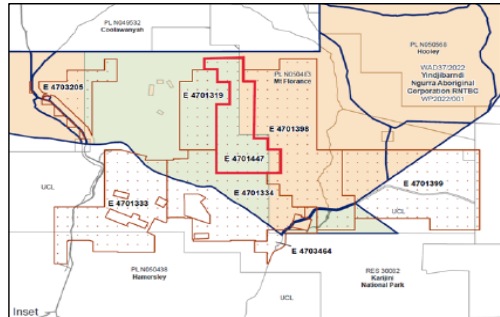 PL N049532
Coolawanyah
PL N050568
Hooley
WAD37/2022
Yindjibarndi
Ngurra Aboriginal
Corporation RNTBC
WP2022/001
PL N050413
Mt Florance
E 4703205
E 4701319
E 4701398
E 4701447
E 4701334
E 4701399
UCL
E 4701333
UCL
E 4703464
PL N050438
Hamersley
RES 30082
Karijini
National Park
UCL
Inset